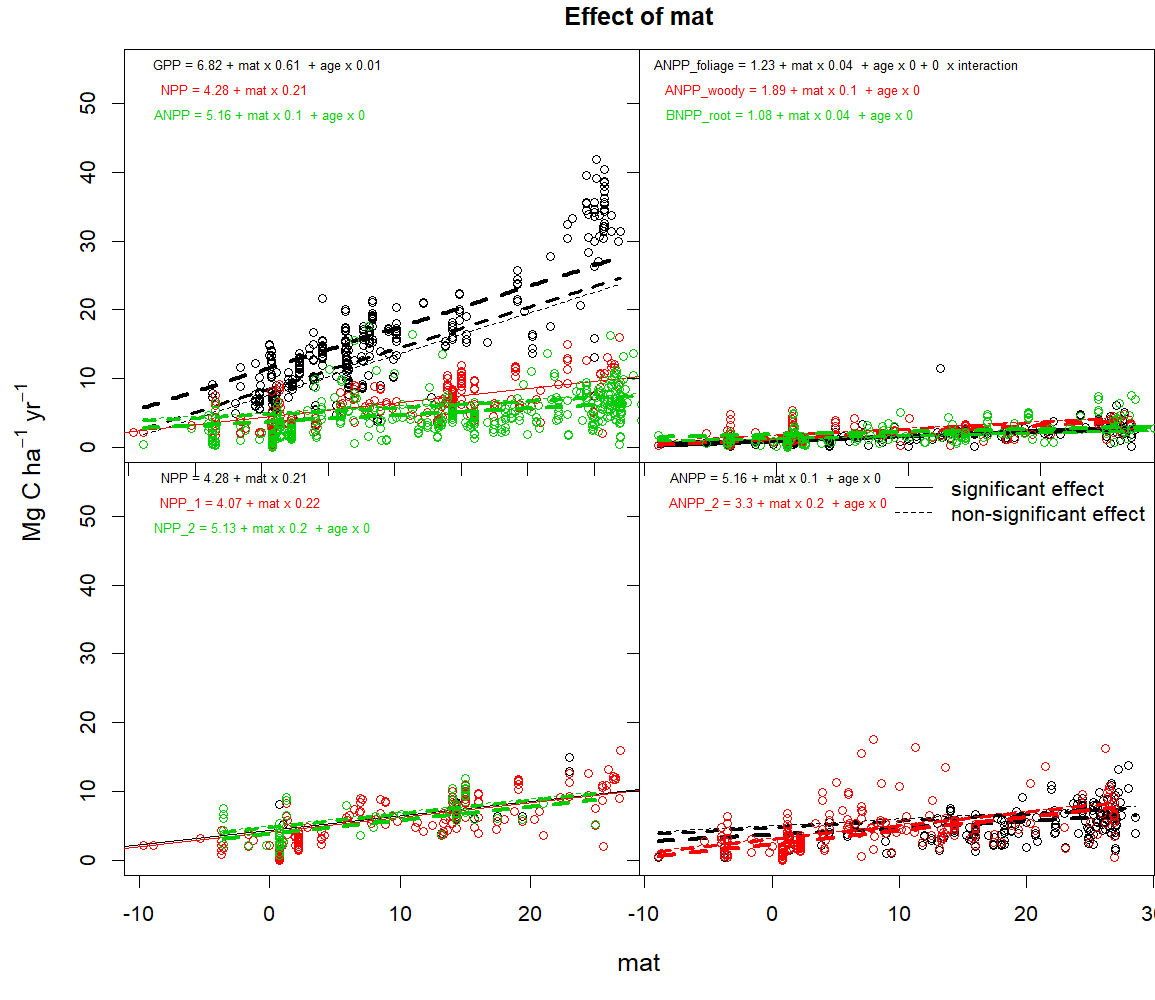 Effect of mat
GPP = 6.82 + mat x 0.61 + age x 0.01
NPP = 4.28 + mat x 0.21
ANPP = 5.16 + mat x 0.1 + age x 0
ANPP_foliage = 1.23 + mat x 0.04 + age x 0 + 0 x interaction
ANPP_woody = 1.89 + mat x 0.1 + age x 0
BNPP_root = 1.08 + mat x 0.04 + age x 0
50
40
30
20
10
0
NPP = 4.28 + mat x 0.21
NPP_1 = 4.07 + mat x 0.22
NPP_2 = 5.13 + mat x 0.2 + age x 0
ANPP = 5.16 + mat x 0.1 + age x 0
ANPP_2 = 3.3 + mat x 0.2 + age x 0
significant effect
non-significant effect
50
40
30
20
10
0
Mg C ha⁻¹ yr⁻¹
-10 0 10 20 -10 0 10 20 30
mat